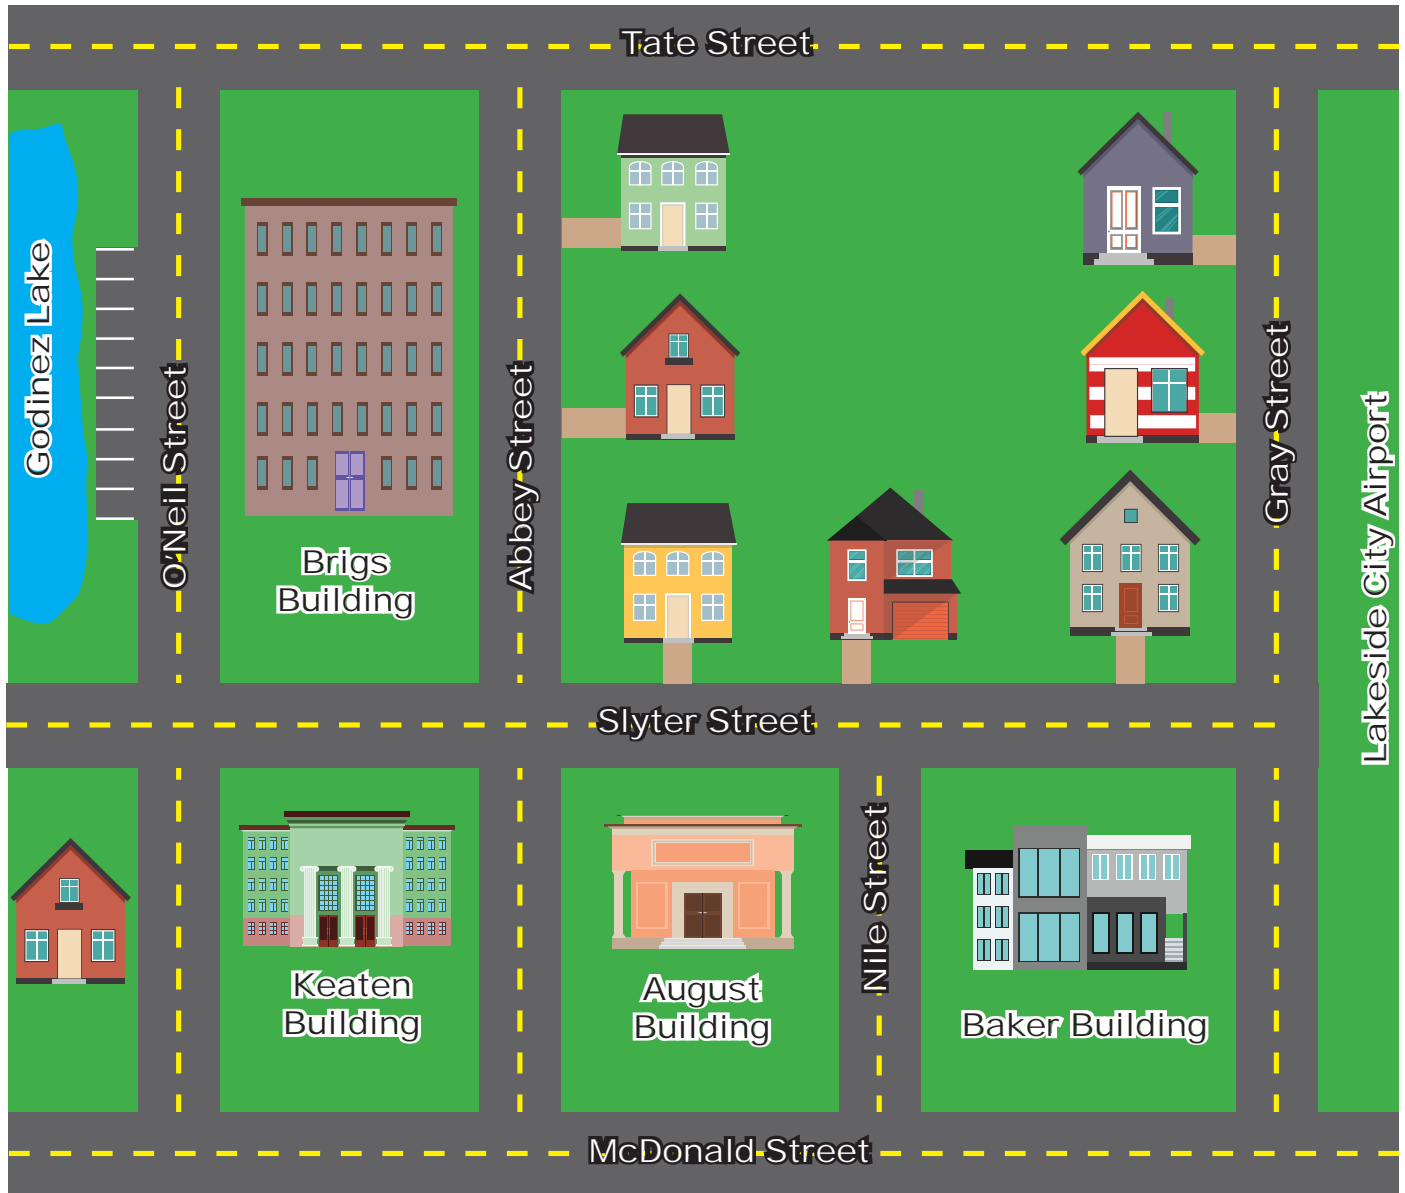 Tate Street
Godinez Lake
O'Neil Street
Brigs
Building
Abbey Street
Gray Street
Lakeside City Airport
Slyter Street
Keaten
Building
August
Building
Nile Street
Baker Building
McDonald Street